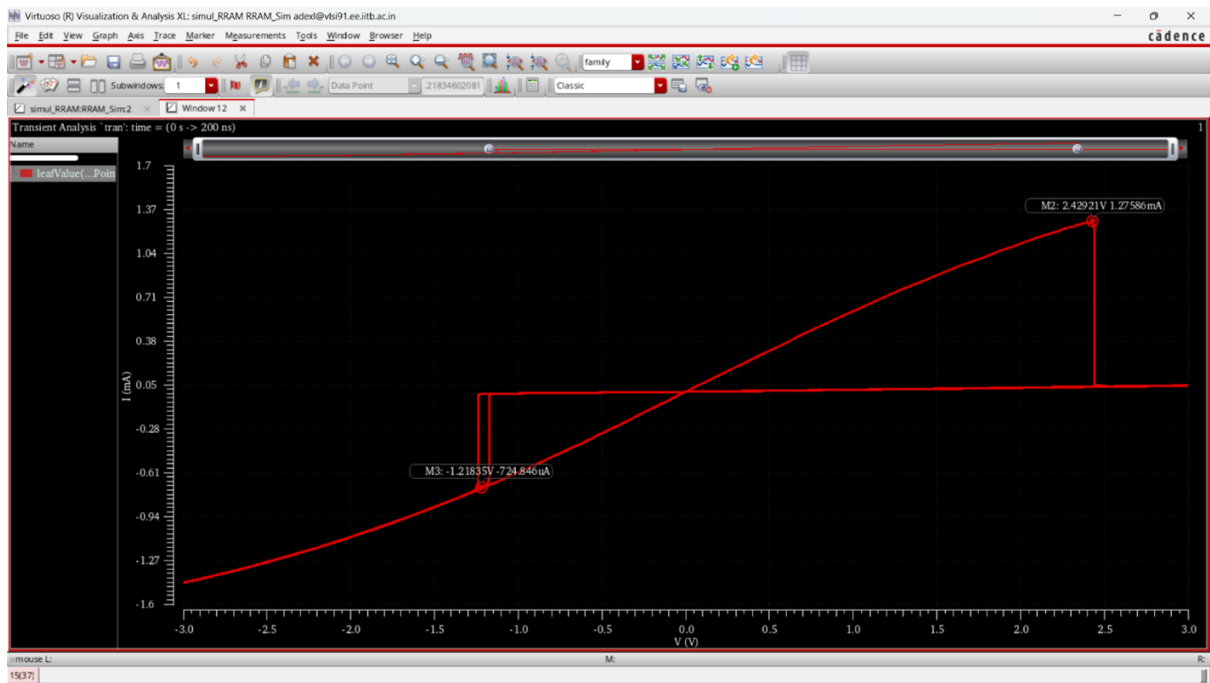 Virtuoso (R) Visualization & Analysis XL: simul_RRAM RRAM_Sim adexl@vlsi91.ee.iitb.ac.in
File Edit View Graph Axis Trace Marker Measurements Tools Window Browser Help
cādence
family
Subwindows: 1
Data Point
.21834602081
Classic
simul_RRAM:RRAM_Sim:2
Window 12
Transient Analysis `tran': time = (0 s -> 200 ns)
1
Name
leafValue(...Poin
1.7
1.37
1.04
0.71
0.38
0.05
-0.28
-0.61
-0.94
-1.27
-1.6
I (mA)
M2: 2.42921V 1.27586mA
M3: -1.21835V -724.846uA
-3.0 -2.5 -2.0 -1.5 -1.0 -0.5 0.0 0.5 1.0 1.5 2.0 2.5 3.0
V (V)
mouse L: M: R:
15(37)